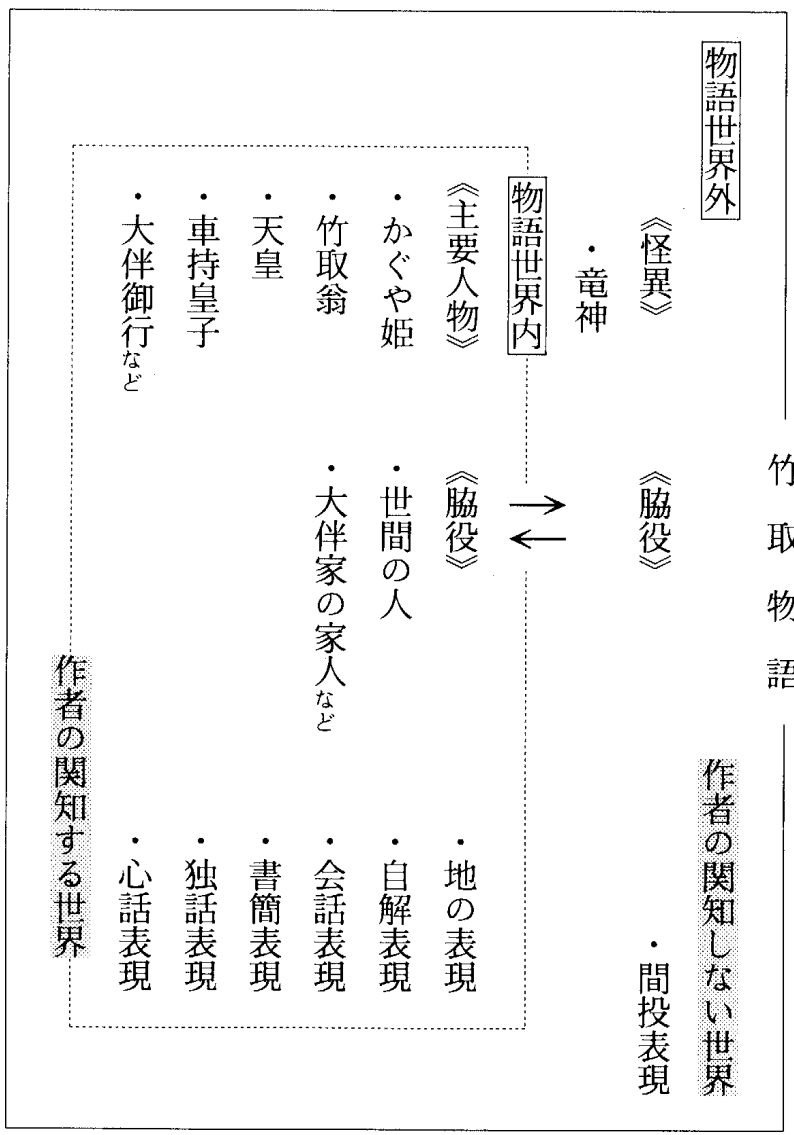 竹取物語
物語世界外
作者の関知しない世界
《怪異》
《脇役》
・間投表現
・竜神
物語世界内
→
←
《主要人物》
《脇役》
・地の表現
・かぐや姫
・世間の人
・自解表現
・竹取翁
・大伴家の家人など
・会話表現
・天皇
・書簡表現
・車持皇子
・独話表現
・大伴御行など
・心話表現
作者の関知する世界